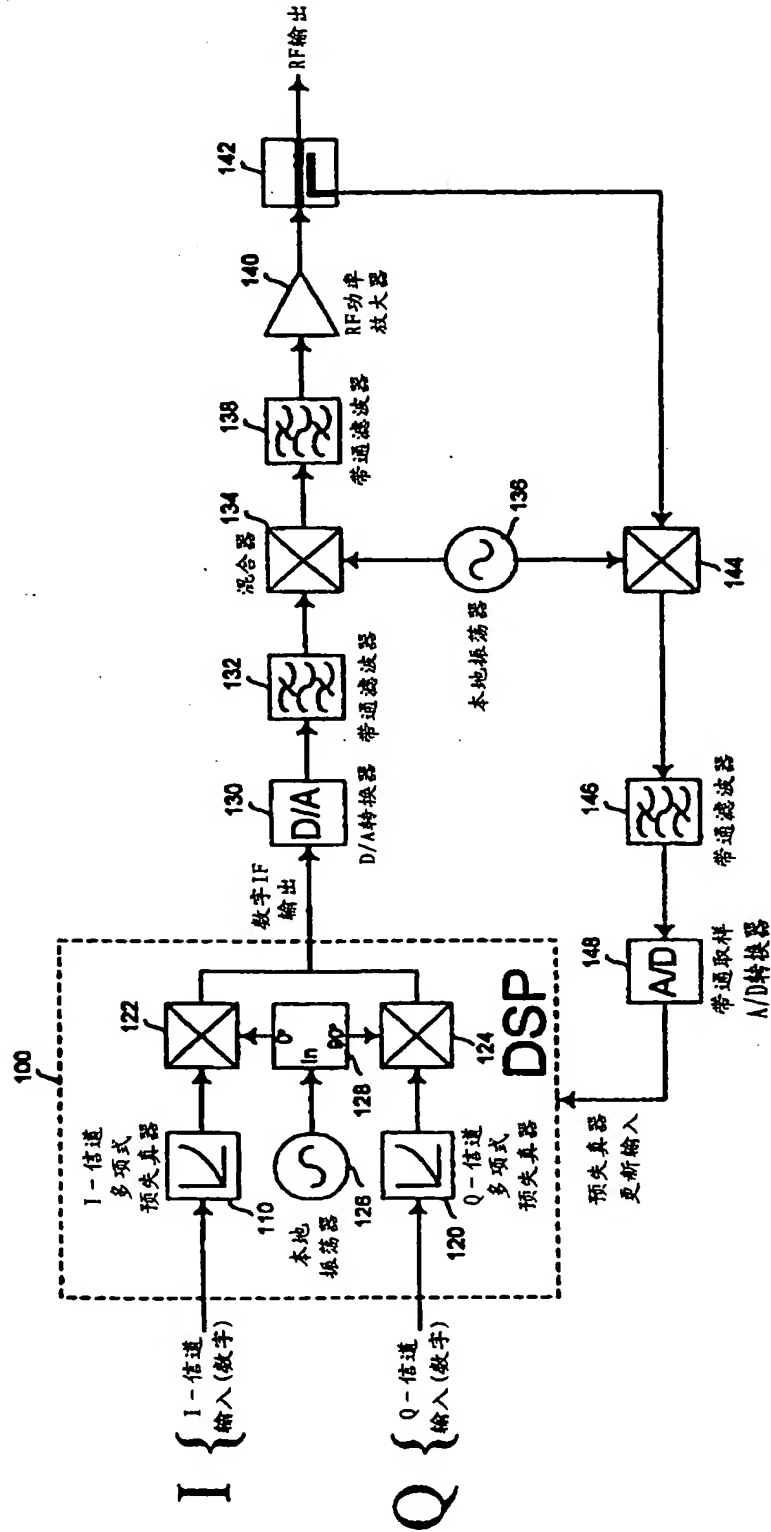 I
I-信道
输入(数字)
Q
Q-信道
输入(数字)
100
I-信道
多项式
预失真器
110
122
0°
In
90°
128
本地
振荡器
126
Q-信道
多项式
预失真器
120
124
DSP
数字IF
输出
130
D/A
D/A转换器
132
带通滤波器
134
混合器
138
带通滤波器
140
RF功率
放大器
142
RF输出
136
本地振荡器
144
146
带通滤波器
148
A/D
带通取样
A/D转换器
预失真器
更新输入